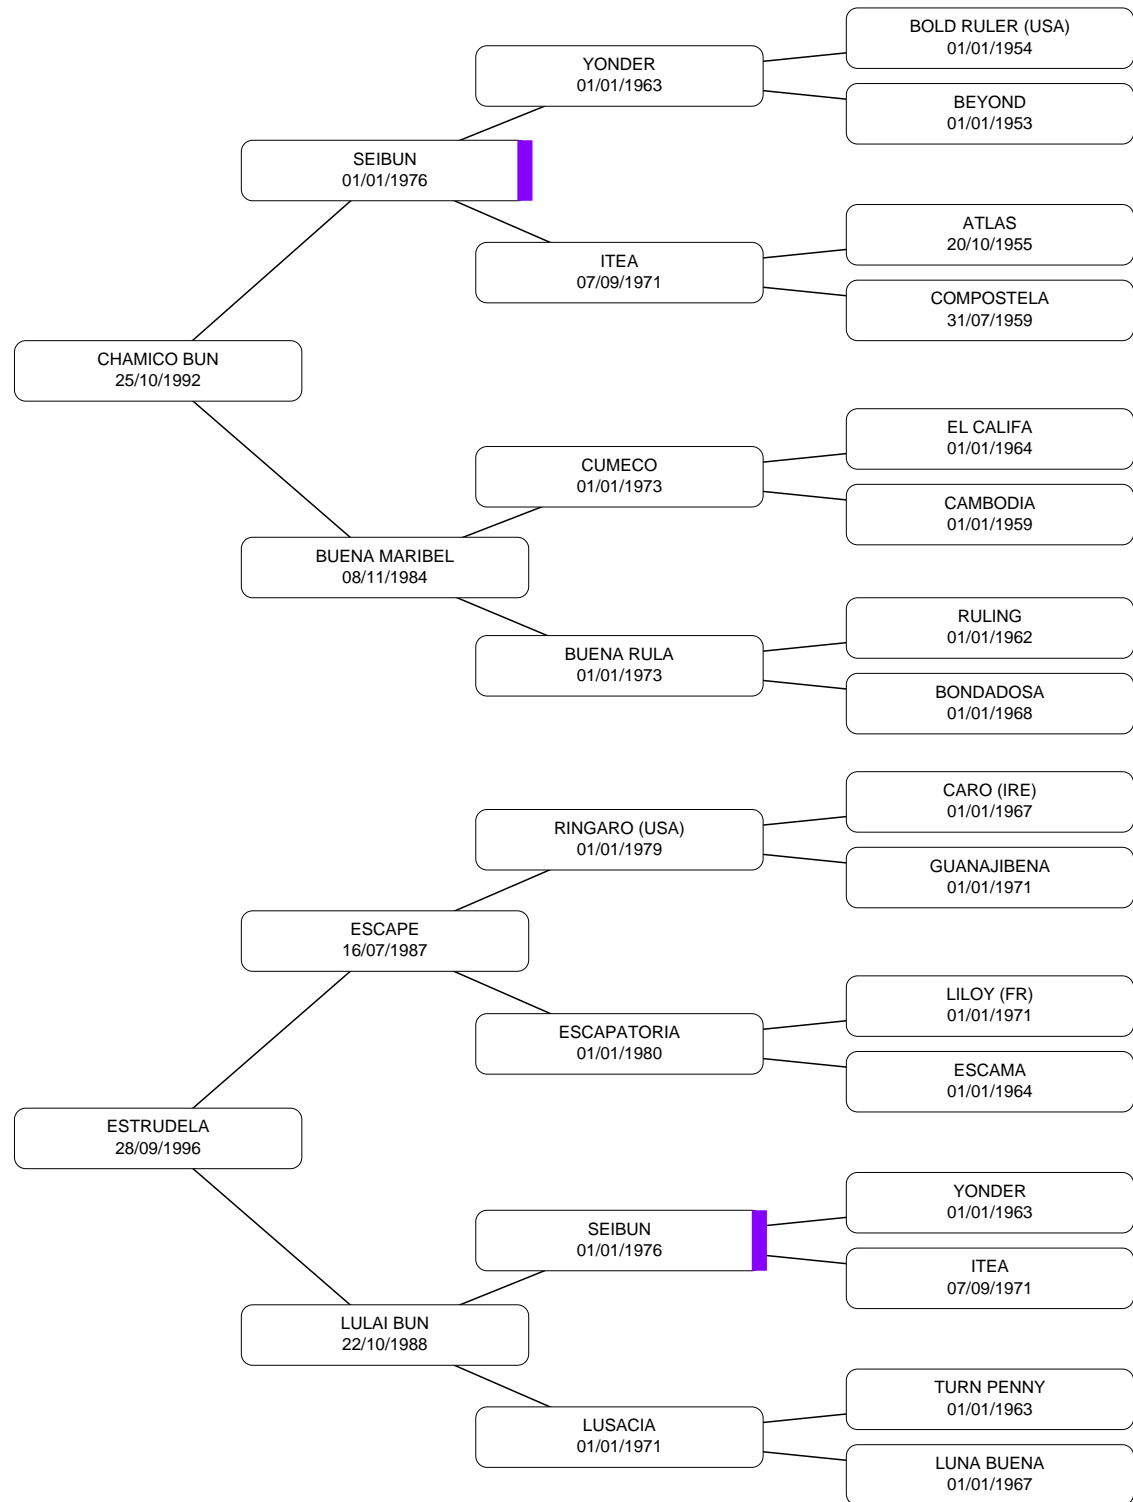 BOLD RULER (USA)
01/01/1954
YONDER
01/01/1963
BEYOND
01/01/1953
SEIBUN
01/01/1976
ATLAS
20/10/1955
ITEA
07/09/1971
COMPOSTELA
31/07/1959
CHAMICO BUN
25/10/1992
EL CALIFA
01/01/1964
CUMECO
01/01/1973
CAMBODIA
01/01/1959
BUENA MARIBEL
08/11/1984
RULING
01/01/1962
BUENA RULA
01/01/1973
BONDADOSA
01/01/1968
CARO (IRE)
01/01/1967
RINGARO (USA)
01/01/1979
GUANAJIBENA
01/01/1971
ESCAPE
16/07/1987
LILOY (FR)
01/01/1971
ESCAPATORIA
01/01/1980
ESCAMA
01/01/1964
ESTRUDELA
28/09/1996
YONDER
01/01/1963
SEIBUN
01/01/1976
ITEA
07/09/1971
LULAI BUN
22/10/1988
TURN PENNY
01/01/1963
LUSACIA
01/01/1971
LUNA BUENA
01/01/1967